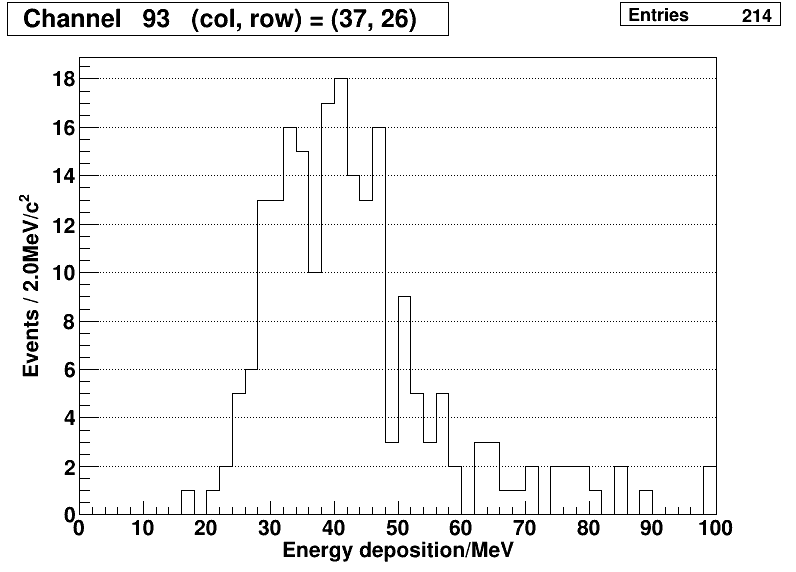 Channel 93 (col, row) = (37, 26)
Entries 214
Events / 2.0MeV/c²
18
16
14
12
10
8
6
4
2
0
0 10 20 30 40 50 60 70 80 90 100
Energy deposition/MeV